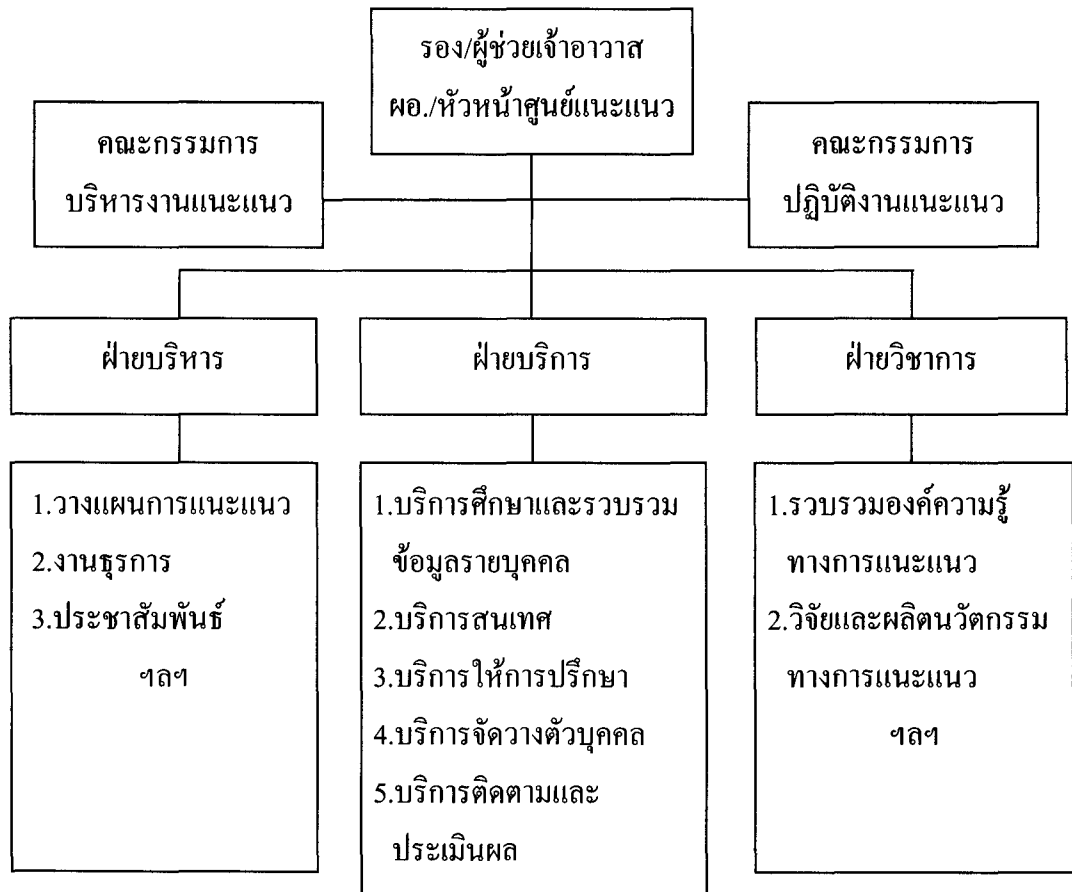 รอง/ผู้ช่วยเจ้าอาวาส
ผอ./หัวหน้าศูนย์แนะแนว
คณะกรรมการ
บริหารงานแนะแนว
คณะกรรมการ
ปฏิบัติงานแนะแนว
ฝ่ายบริหาร
ฝ่ายบริการ
ฝ่ายวิชาการ
1.วางแผนการแนะแนว
2.งานธุรการ
3.ประชาสัมพันธ์
ฯลฯ
1.บริการศึกษาและรวบรวม
ข้อมูลรายบุคคล
2.บริการสนเทศ
3.บริการให้การปรึกษา
4.บริการจัดวางตัวบุคคล
5.บริการติดตามและ
ประเมินผล
1.รวบรวมองค์ความรู้
ทางการแนะแนว
2.วิจัยและผลิตนวัตกรรม
ทางการแนะแนว
ฯลฯ